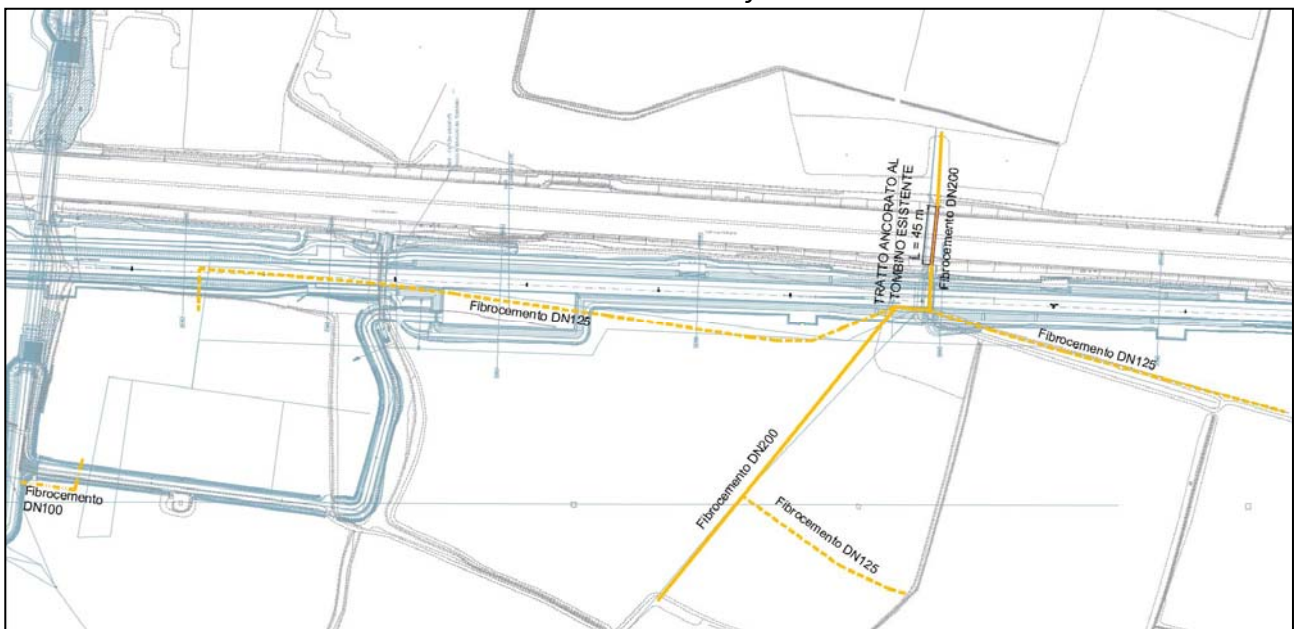 TRATTO ANCORATO AL
TOMBINO ESISTENTE
L = 45 m
Fibrocemento DN200
Fibrocemento DN125
Fibrocemento DN125
Fibrocemento DN200
Fibrocemento DN125
Fibrocemento
DN100